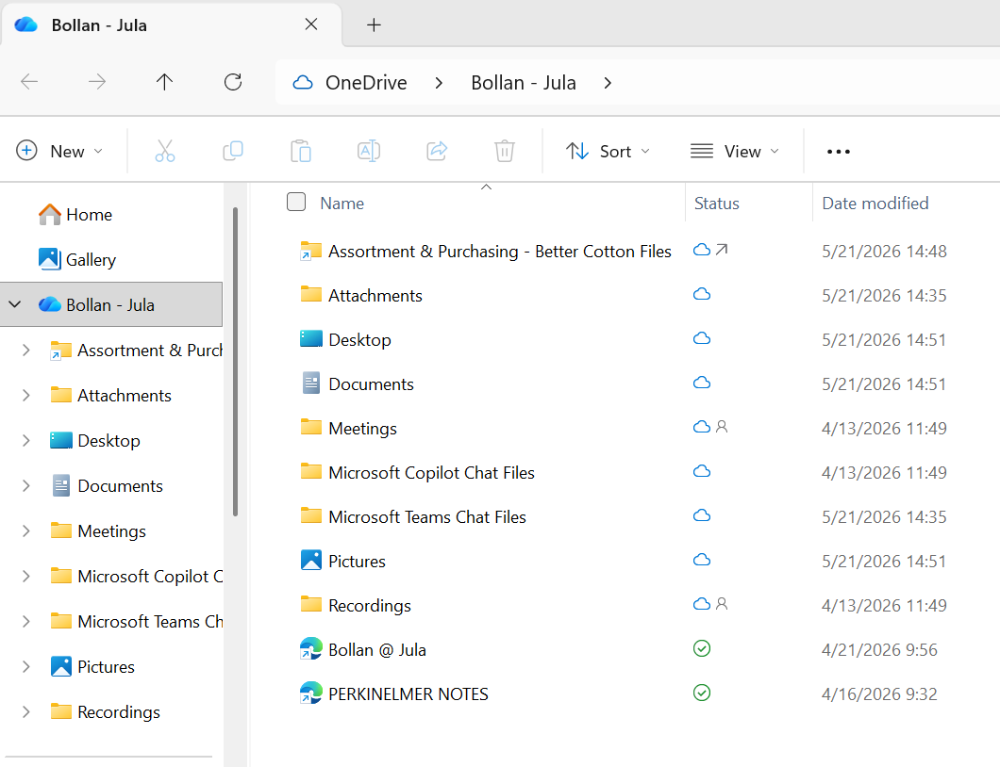 Bollan - Jula
OneDrive > Bollan - Jula >
New Sort View
Home
Gallery
Bollan - Jula
Assortment & Purch
Attachments
Desktop
Documents
Meetings
Microsoft Copilot C
Microsoft Teams Ch
Pictures
Recordings
Name Status Date modified
Assortment & Purchasing - Better Cotton Files 5/21/2026 14:48
Attachments 5/21/2026 14:35
Desktop 5/21/2026 14:51
Documents 5/21/2026 14:51
Meetings 4/13/2026 11:49
Microsoft Copilot Chat Files 4/13/2026 11:49
Microsoft Teams Chat Files 5/21/2026 14:35
Pictures 5/21/2026 14:51
Recordings 4/13/2026 11:49
Bollan @ Jula 4/21/2026 9:56
PERKINELMER NOTES 4/16/2026 9:32